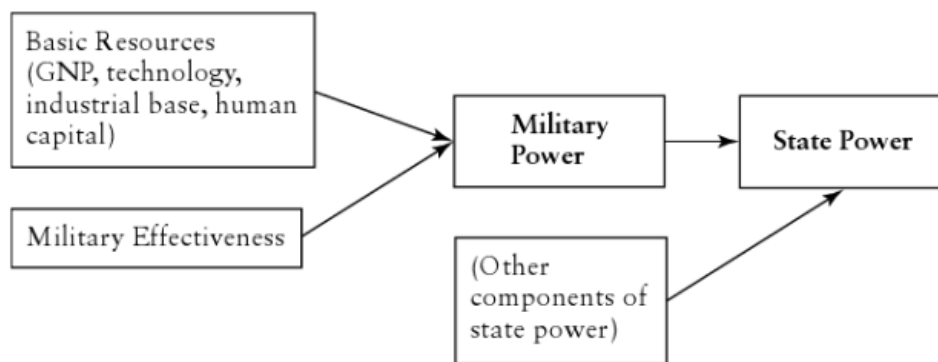 Basic Resources
(GNP, technology,
industrial base, human
capital)
Military Effectiveness
Military
Power
(Other
components of
state power)
State Power